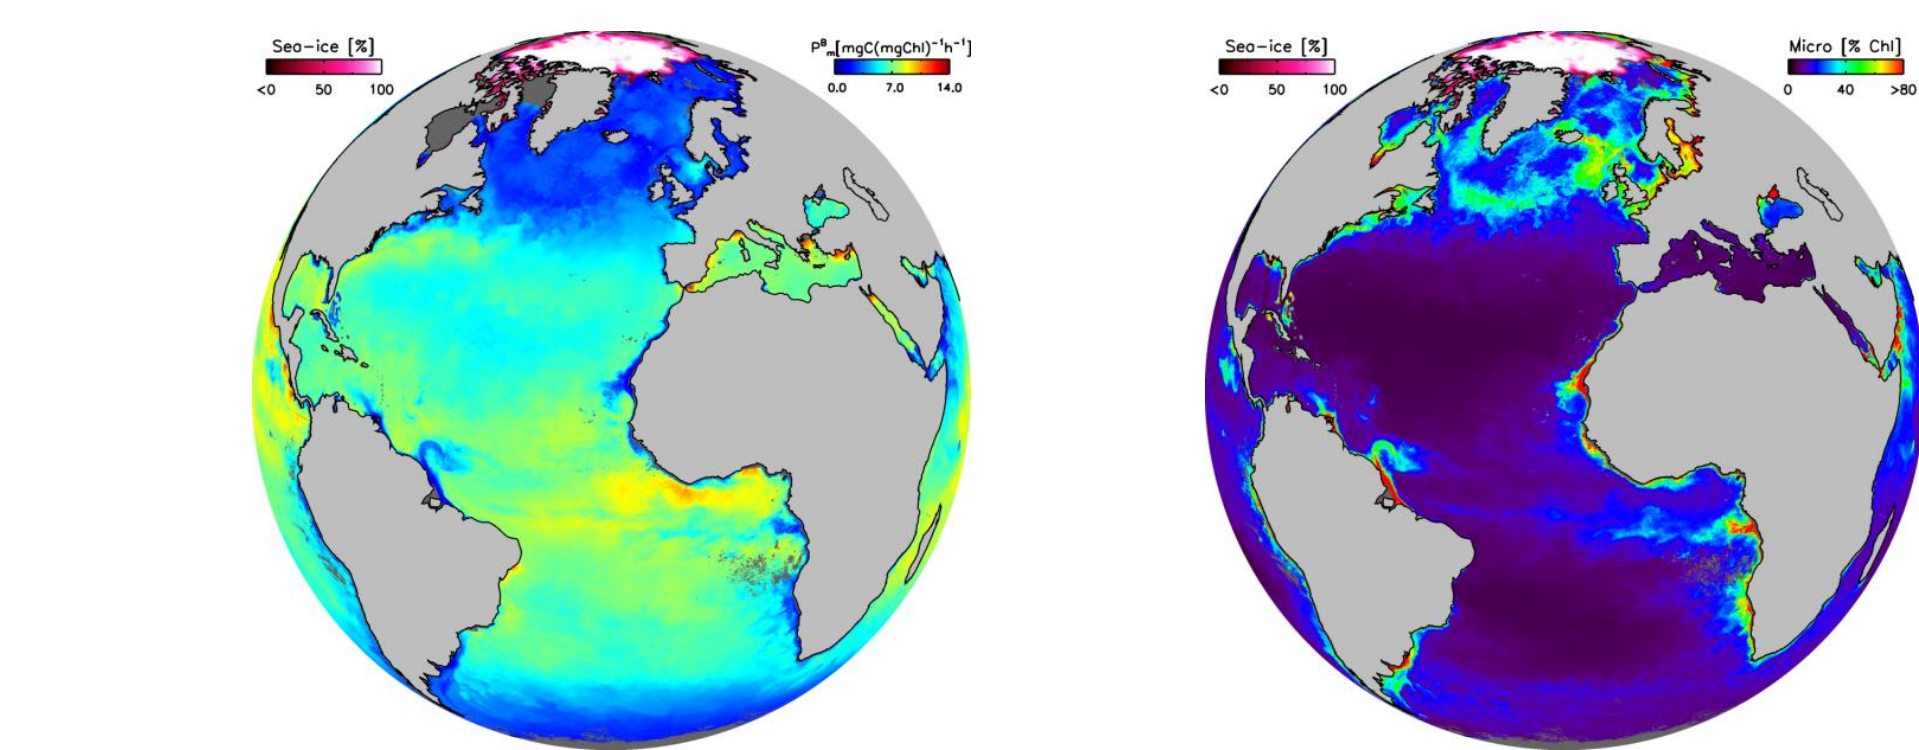 Sea-ice [%]
<0 50 100
Pᴮₘ[mgC(mgChl)⁻¹h⁻¹]
0.0 7.0 14.0
Sea-ice [%]
<0 50 100
Micro [% Chl]
0 40 >80